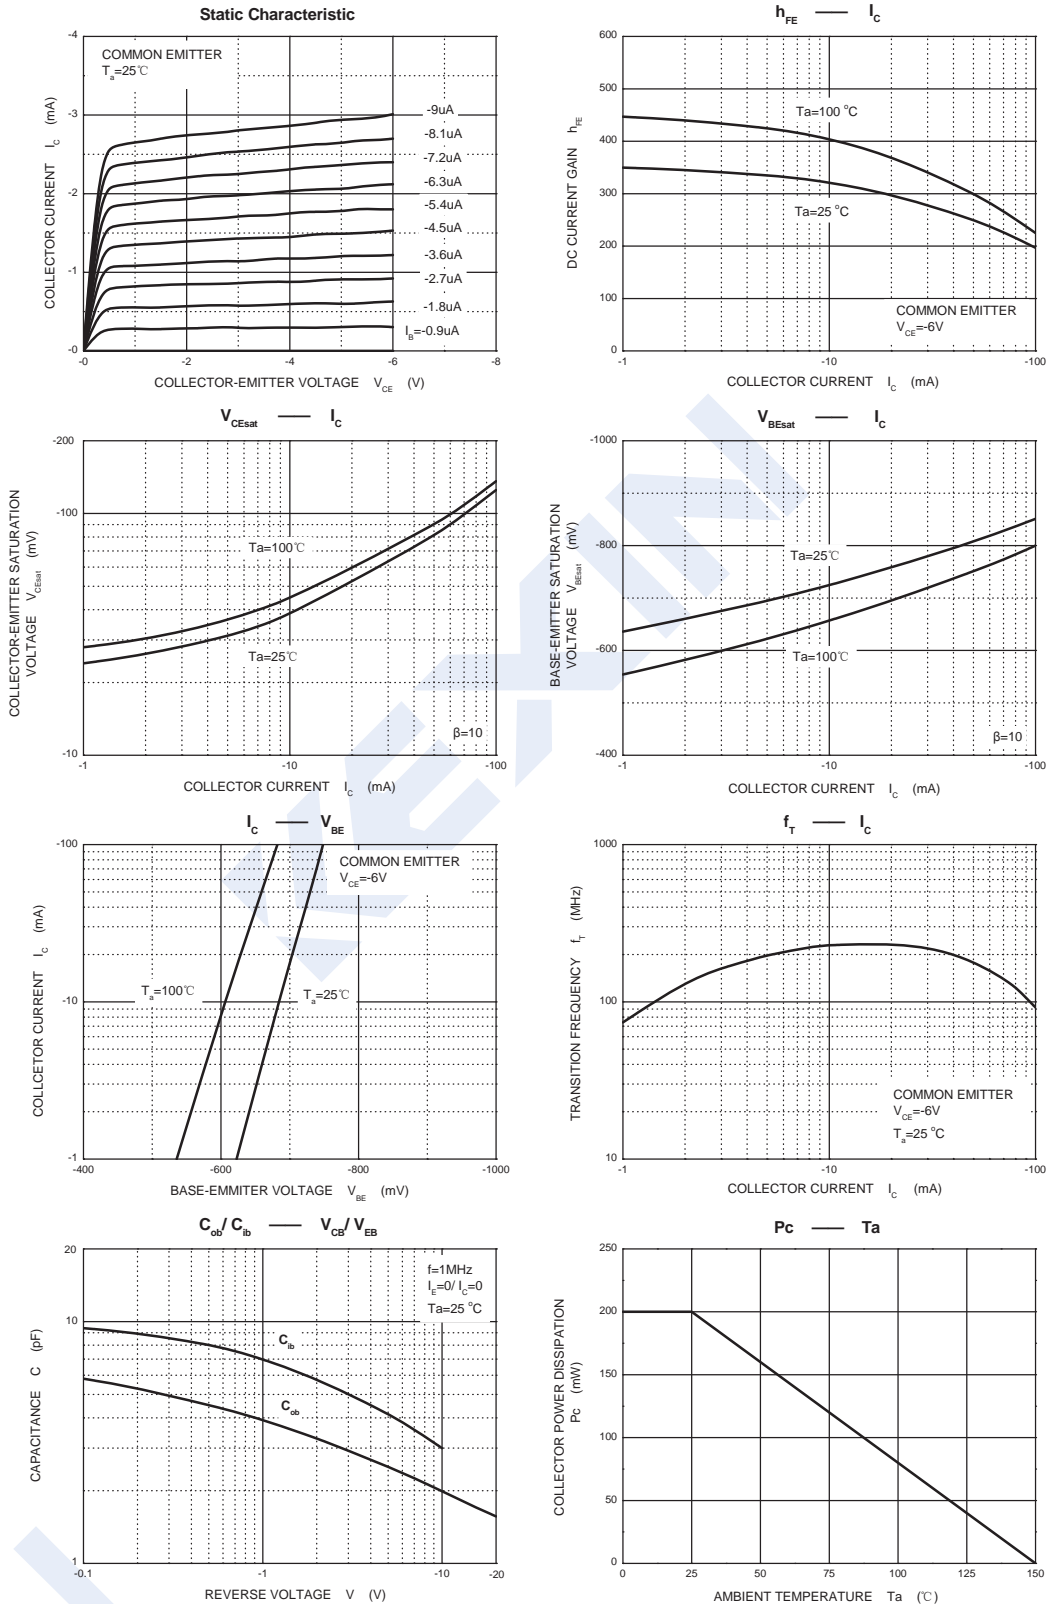 Static Characteristic
-4
-3
-2
-1
-0
-0
-2
-4
-6
-8
COMMON EMITTER
Ta=25℃
-9uA
-8.1uA
-7.2uA
-6.3uA
-5.4uA
-4.5uA
-3.6uA
-2.7uA
-1.8uA
IB=-0.9uA
COLLECTOR CURRENT IC (mA)
COLLECTOR-EMITTER VOLTAGE VCE (V)
hFE —— IC
600
500
400
300
200
100
0
-1
-10
-100
Ta=100 °C
Ta=25 °C
COMMON EMITTER
VCE=-6V
DC CURRENT GAIN hFE
COLLECTOR CURRENT IC (mA)
VCEsat —— IC
-200
-100
-10
-1
-10
-100
Ta=100℃
Ta=25℃
β=10
COLLECTOR-EMITTER SATURATION
VOLTAGE VCEsat (mV)
COLLECTOR CURRENT IC (mA)
VBEsat —— IC
-1000
-800
-600
-400
-1
-10
-100
Ta=25℃
Ta=100℃
β=10
BASE-EMITTER SATURATION
VOLTAGE VBEsat (mV)
COLLECTOR CURRENT IC (mA)
IC —— VBE
-100
-10
-1
-400
-600
-800
-1000
COMMON EMITTER
VCE=-6V
Ta=100℃
Ta=25℃
COLLCETOR CURRENT IC (mA)
BASE-EMMITER VOLTAGE VBE (mV)
fT —— IC
1000
100
10
-1
-10
-100
COMMON EMITTER
VCE=-6V
Ta=25 °C
TRANSITION FREQUENCY fT (MHz)
COLLECTOR CURRENT IC (mA)
Cob/ Cib —— VCB/ VEB
20
10
1
-0.1
-1
-10
-20
f=1MHz
IE=0/ IC=0
Ta=25 °C
Cib
Cob
CAPACITANCE C (pF)
REVERSE VOLTAGE V (V)
Pc —— Ta
250
200
150
100
50
0
0
25
50
75
100
125
150
COLLECTOR POWER DISSIPATION
Pc (mW)
AMBIENT TEMPERATURE Ta (℃)
KEXIN